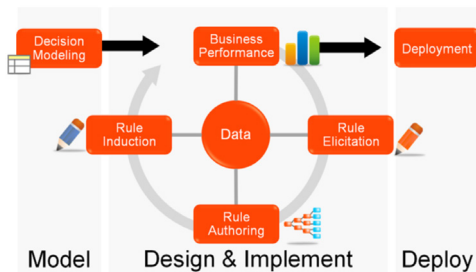 Decision
Modeling
Business
Performance
Deployment
Rule
Induction
Data
Rule
Elicitation
Rule
Authoring
Model
Design & Implement
Deploy